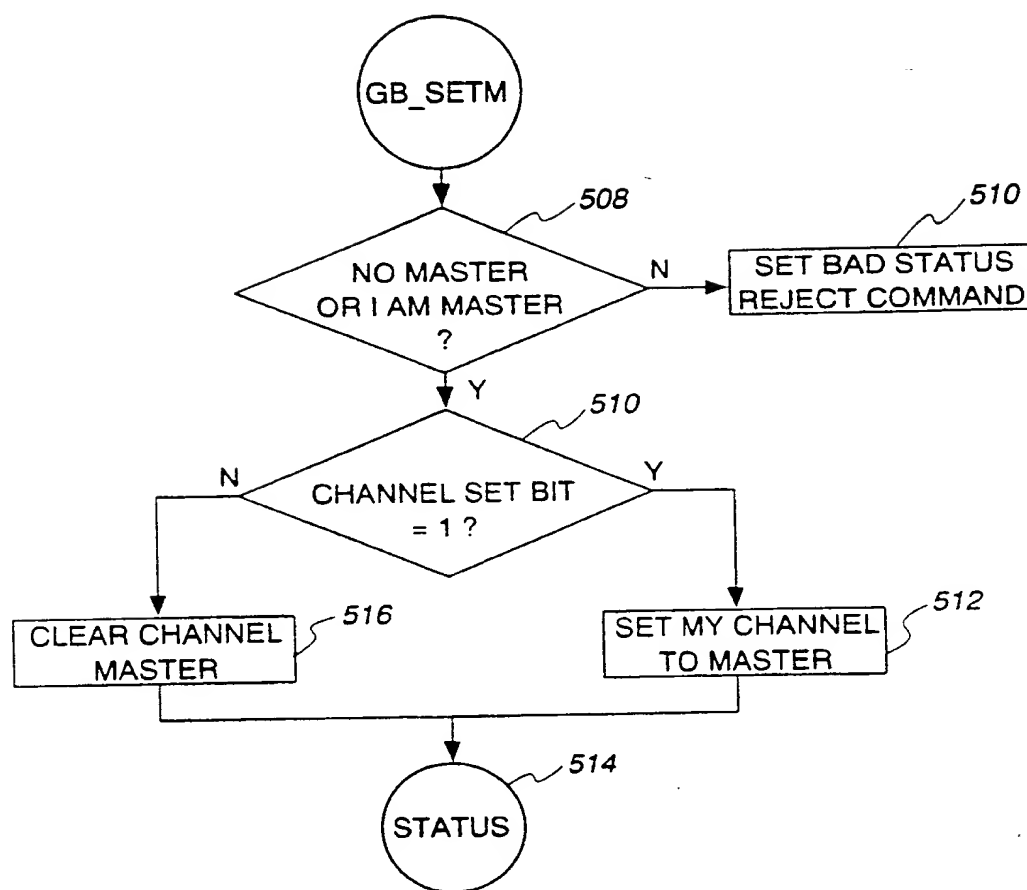 GB_SETM
508
NO MASTER
OR I AM MASTER
?
N
510
SET BAD STATUS
REJECT COMMAND
Y
510
N
Y
CHANNEL SET BIT
= 1 ?
516
CLEAR CHANNEL
MASTER
512
SET MY CHANNEL
TO MASTER
514
STATUS